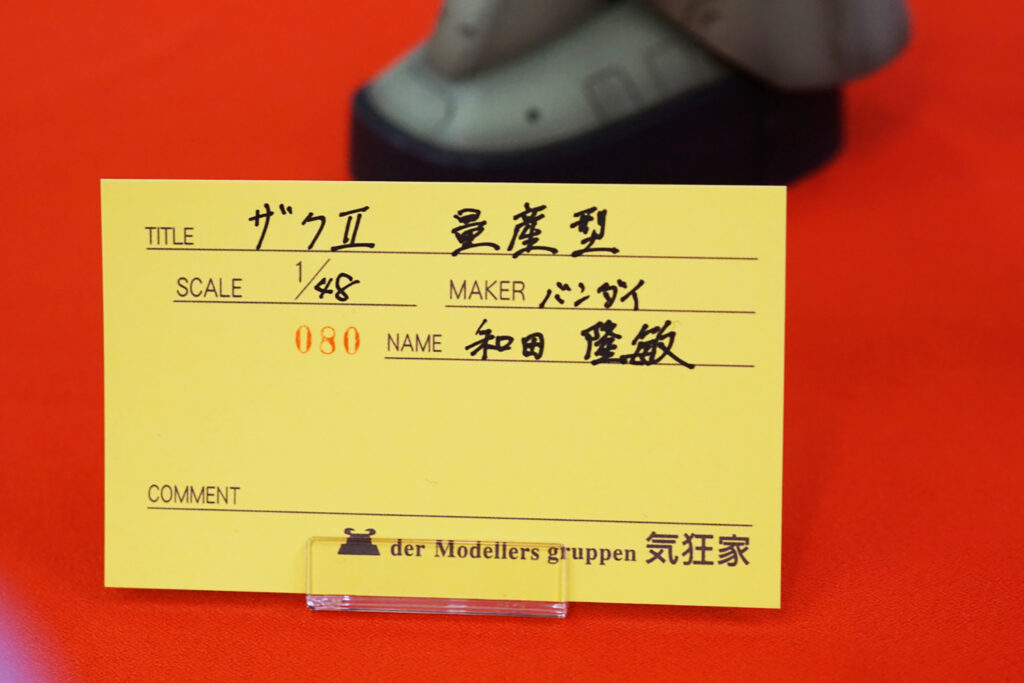 TITLE ザクⅡ 量産型
SCALE 1/48 MAKER バンダイ
080 NAME 和田 隆敏
COMMENT
der Modellers gruppen 気狂家